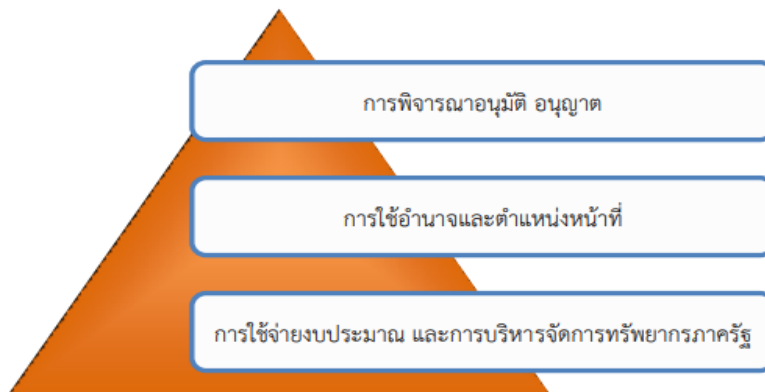 การพิจารณาอนุมัติ อนุญาต
การใช้อำนาจและตำแหน่งหน้าที่
การใช้จ่ายงบประมาณ และการบริหารจัดการทรัพยากรภาครัฐ